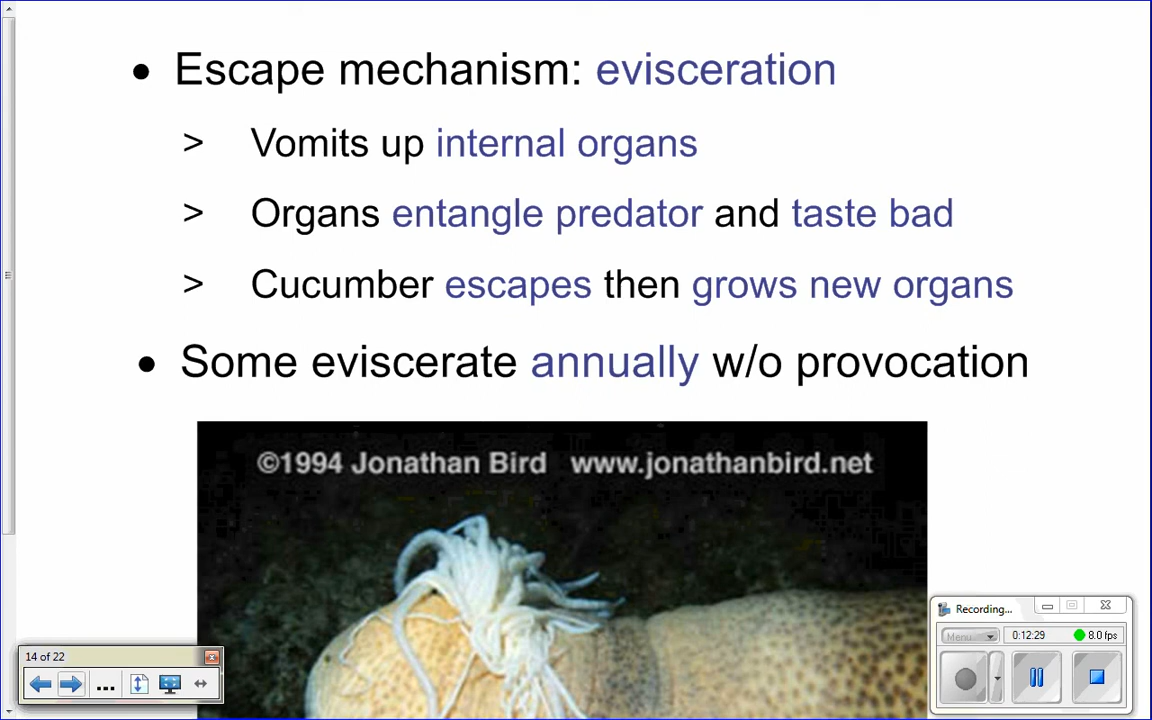 • Escape mechanism: evisceration
> Vomits up internal organs
> Organs entangle predator and taste bad
> Cucumber escapes then grows new organs
• Some eviscerate annually w/o provocation
©1994 Jonathan Bird www.jonathanbird.net
Recording...
Menu
0:12:29 8.0 fps
14 of 22
...